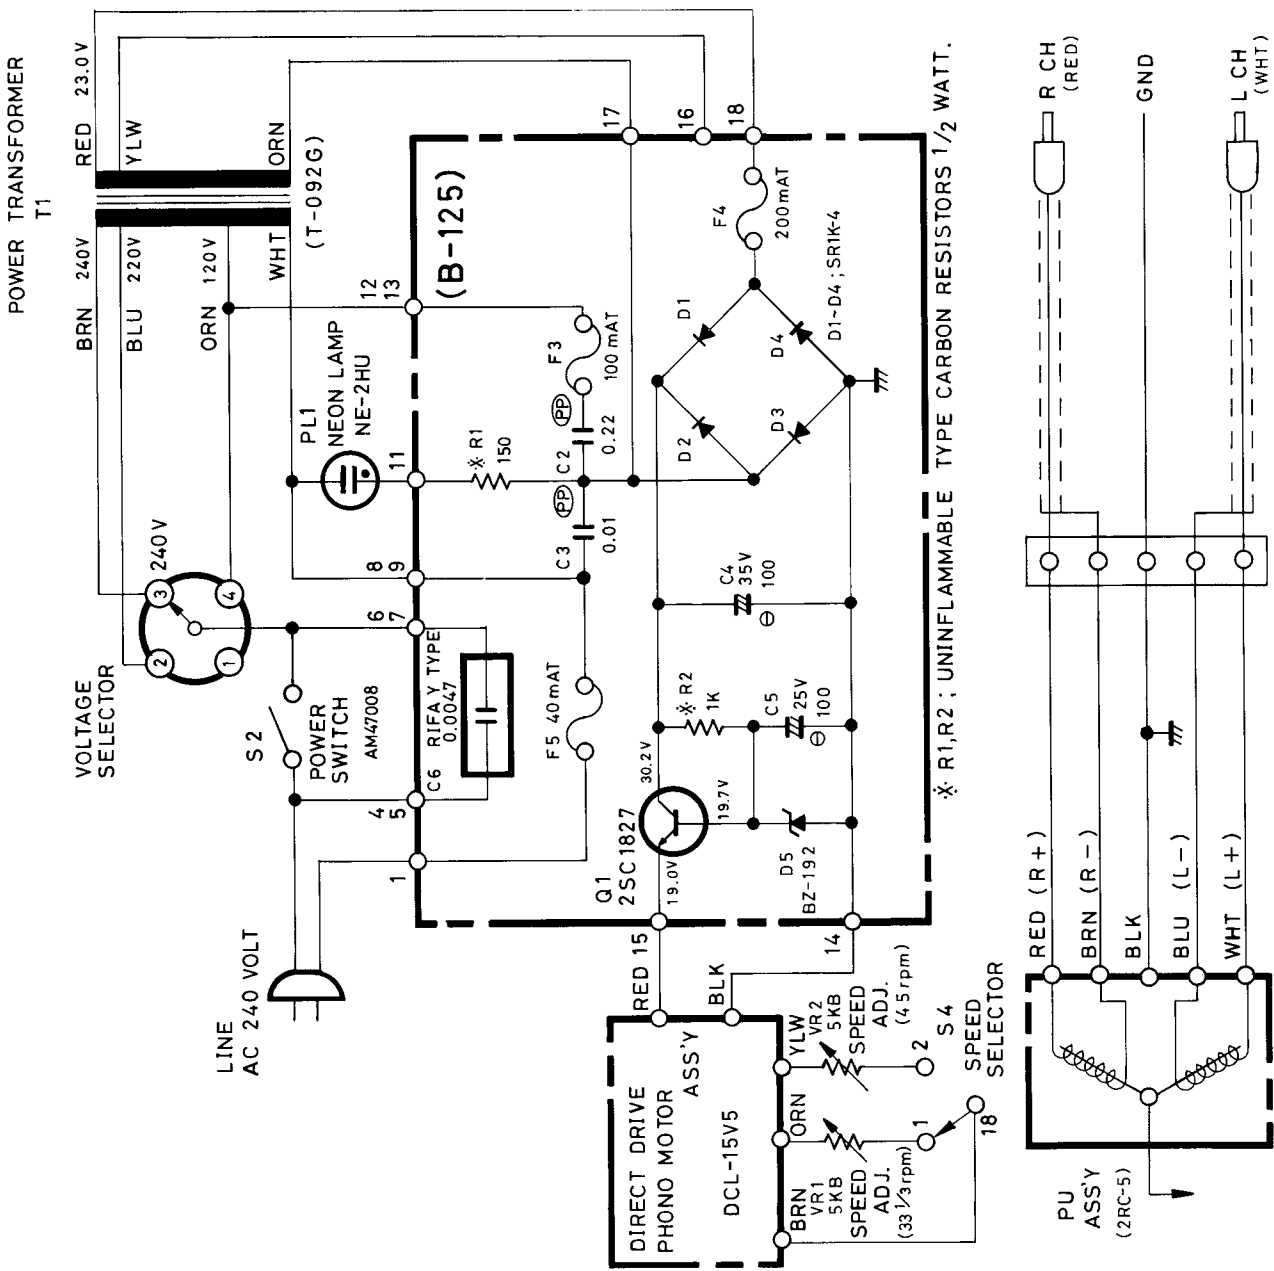 POWER TRANSFORMER
T1
RED 23.0V
YLW
ORN
(T-092G)
BRN 240V
BLU 220V
ORN 120V
WHT
PL1
NEON LAMP
NE-2HU
VOLTAGE
SELECTOR
240V
1
2
3
4
S2
POWER
SWITCH
AM47008
LINE
AC 240 VOLT
17
16
18
12
13
11
8
9
6
7
4
5
1
15
14
(B-125)
F4
200mAT
F3
100mAT
PP
C2
0.22
※ R1
150
PP
C3
0.01
RIFA Y TYPE
0.0047
C6
F5 40mAT
D1
D2
D3
D4
D1~D4 ; SR1K-4
C4
35V
100
⊖
※ R2
1K
C5
25V
100
⊖
30.2V
19.7V
19.0V
Q1
2SC1827
D5
BZ-192
※ R1,R2 ; UNINFLAMMABLE TYPE CARBON RESISTORS 1/2 WATT.
RED
BLK
DIRECT DRIVE
PHONO MOTOR
ASS'Y
DCL-15V5
YLW
VR2
5KB
SPEED
ADJ.
(45rpm)
ORN
BRN
VR1
5KB
SPEED
ADJ.
(33 1/3rpm)
2
1
18
S4
SPEED
SELECTOR
R CH
(RED)
GND
L CH
(WHT)
RED (R+)
BRN (R-)
BLK
BLU (L-)
WHT (L+)
PU
ASS'Y
(2RC-5)